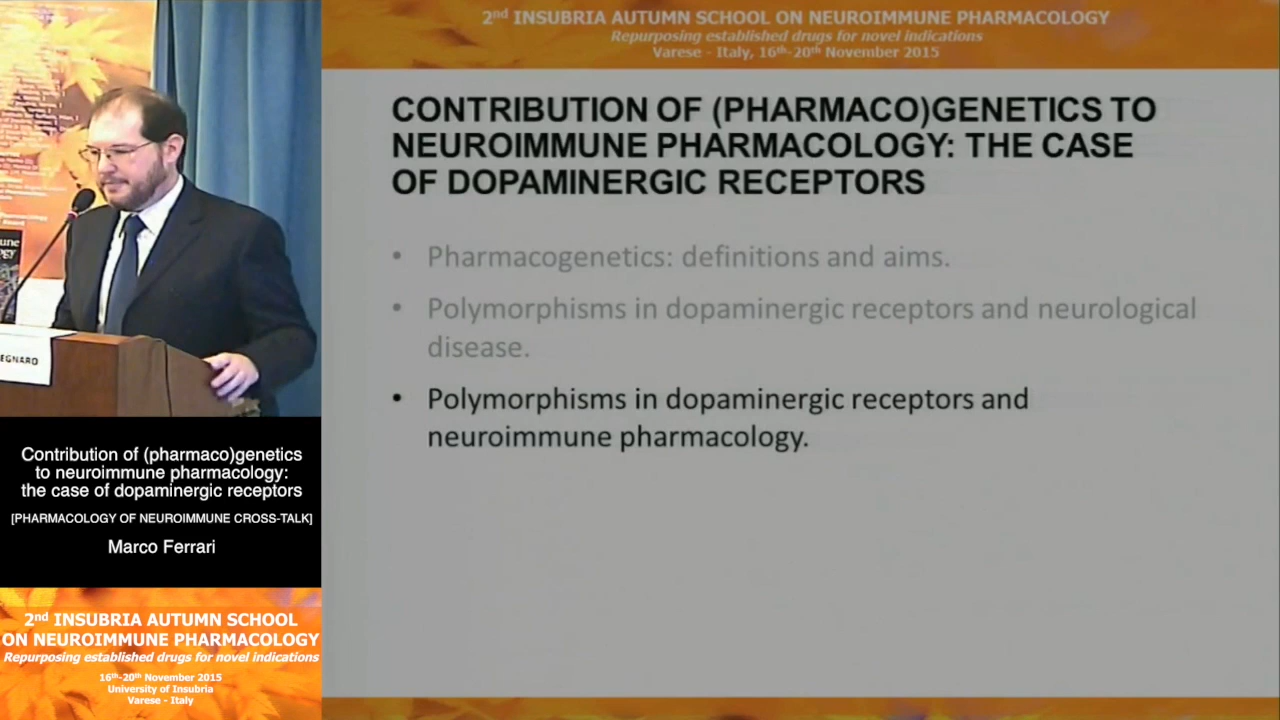 2nd INSUBRIA AUTUMN SCHOOL ON NEUROIMMUNE PHARMACOLOGY
Repurposing established drugs for novel indications
Varese - Italy, 16th-20th November 2015
CONTRIBUTION OF (PHARMACO)GENETICS TO
NEUROIMMUNE PHARMACOLOGY: THE CASE
OF DOPAMINERGIC RECEPTORS
• Pharmacogenetics: definitions and aims.
• Polymorphisms in dopaminergic receptors and neurological
disease.
• Polymorphisms in dopaminergic receptors and
neuroimmune pharmacology.
EGNARO
Contribution of (pharmaco)genetics
to neuroimmune pharmacology:
the case of dopaminergic receptors
[PHARMACOLOGY OF NEUROIMMUNE CROSS-TALK]
Marco Ferrari
2nd INSUBRIA AUTUMN SCHOOL
ON NEUROIMMUNE PHARMACOLOGY
Repurposing established drugs for novel indications
16th-20th November 2015
University of Insubria
Varese - Italy